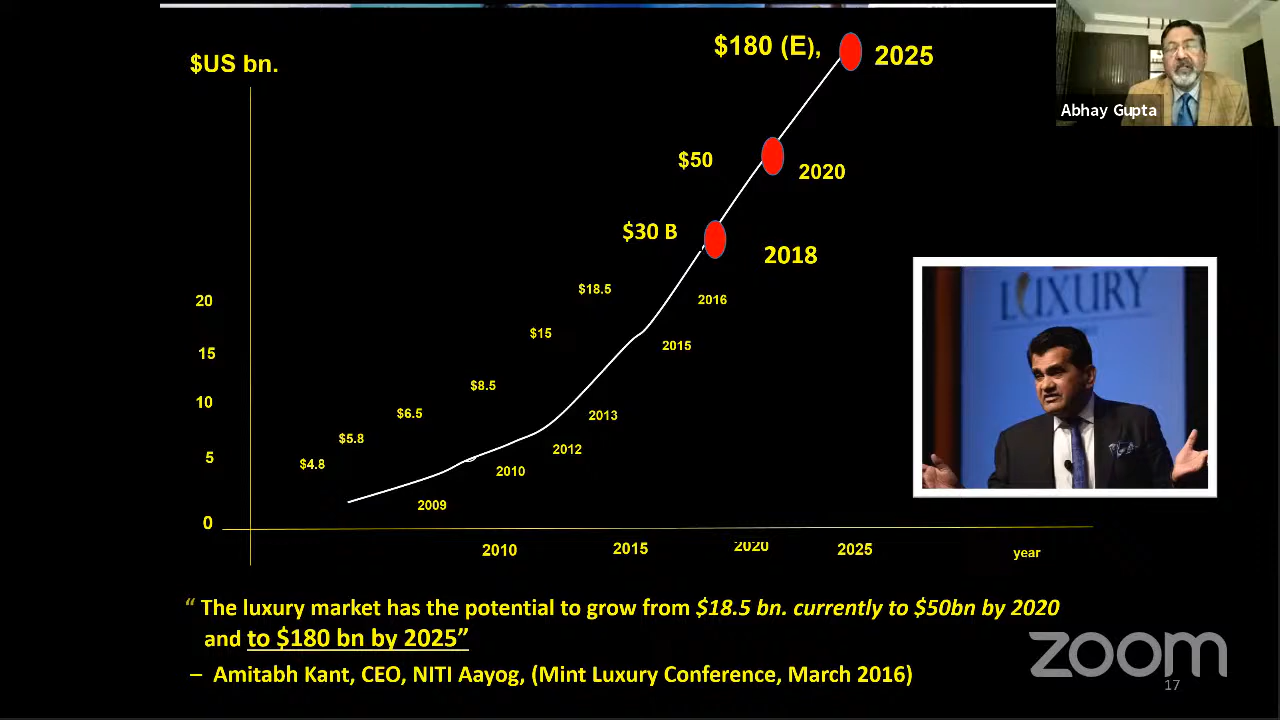 $US bn.
$180 (E),
2025
Abhay Gupta
$50
2020
$30 B
2018
LUXURY
$18.5
2016
20
$15
2015
15
$8.5
10
$6.5
2013
$5.8
2012
5
$4.8
2010
2009
0
2010
2015
2020
2025
year
“ The luxury market has the potential to grow from $18.5 bn. currently to $50bn by 2020
and to $180 bn by 2025”
– Amitabh Kant, CEO, NITI Aayog, (Mint Luxury Conference, March 2016)
zoom
17